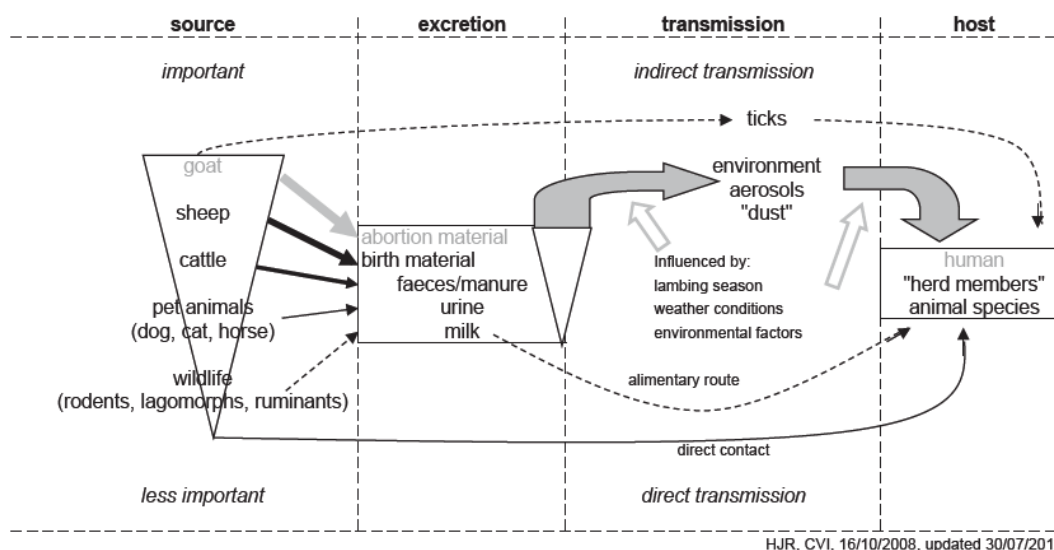 source excretion transmission host
important indirect transmission
ticks
goat
environment
aerosols
"dust"
sheep
abortion material
birth material
cattle
faeces/manure
urine
milk
Influenced by:
lambing season
weather conditions
environmental factors
human
"herd members"
animal species
pet animals
(dog, cat, horse)
wildlife
(rodents, lagomorphs, ruminants)
alimentary route
direct contact
less important direct transmission
HJR, CVI, 16/10/2008, updated 30/07/201